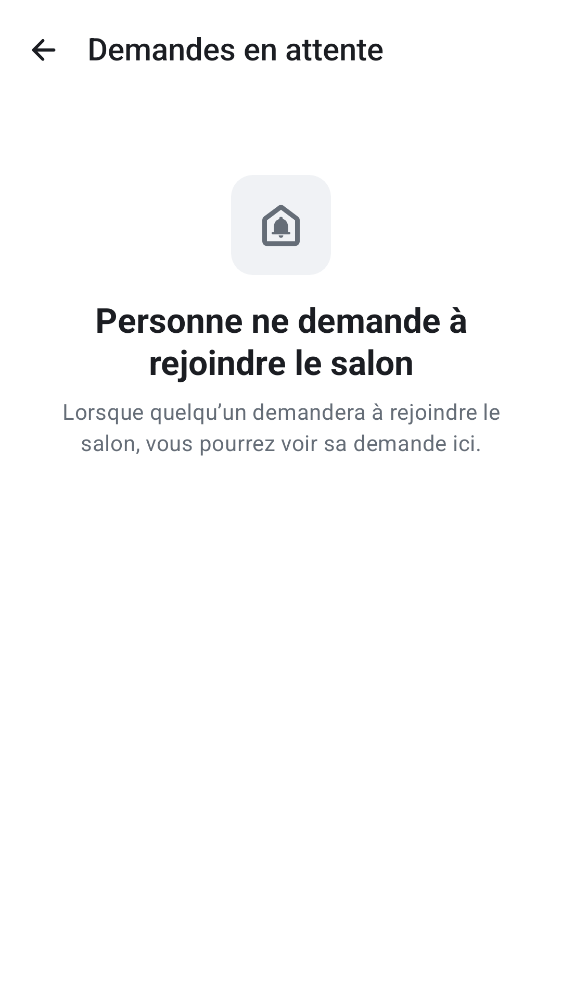 Demandes en attente
Personne ne demande à
rejoindre le salon
Lorsque quelqu’un demandera à rejoindre le
salon, vous pourrez voir sa demande ici.